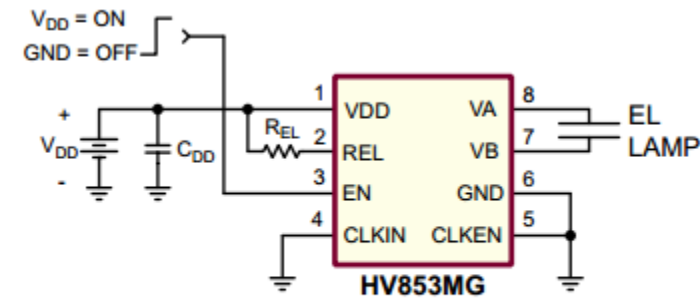 VDD = ON
GND = OFF
+
VDD
-
CDD
REL
1 VDD
2 REL
3 EN
4 CLKIN
VA 8
VB 7
GND 6
CLKEN 5
EL
LAMP
HV853MG